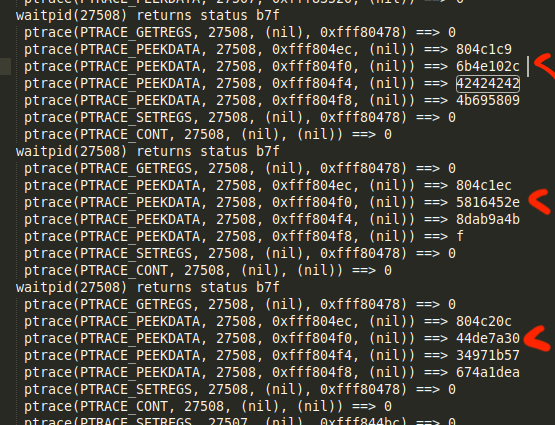 waitpid(27508) returns status b7f
ptrace(PTRACE_GETREGS, 27508, (nil), 0xfff80478) ==> 0
ptrace(PTRACE_PEEKDATA, 27508, 0xfff804ec, (nil)) ==> 804c1c9
ptrace(PTRACE_PEEKDATA, 27508, 0xfff804f0, (nil)) ==> 6b4e102c
ptrace(PTRACE_PEEKDATA, 27508, 0xfff804f4, (nil)) ==> 42424242
ptrace(PTRACE_PEEKDATA, 27508, 0xfff804f8, (nil)) ==> 4b695809
ptrace(PTRACE_SETREGS, 27508, (nil), 0xfff80478) ==> 0
ptrace(PTRACE_CONT, 27508, (nil), (nil)) ==> 0
waitpid(27508) returns status b7f
ptrace(PTRACE_GETREGS, 27508, (nil), 0xfff80478) ==> 0
ptrace(PTRACE_PEEKDATA, 27508, 0xfff804ec, (nil)) ==> 804c1ec
ptrace(PTRACE_PEEKDATA, 27508, 0xfff804f0, (nil)) ==> 5816452e
ptrace(PTRACE_PEEKDATA, 27508, 0xfff804f4, (nil)) ==> 8dab9a4b
ptrace(PTRACE_PEEKDATA, 27508, 0xfff804f8, (nil)) ==> f
ptrace(PTRACE_SETREGS, 27508, (nil), 0xfff80478) ==> 0
ptrace(PTRACE_CONT, 27508, (nil), (nil)) ==> 0
waitpid(27508) returns status b7f
ptrace(PTRACE_GETREGS, 27508, (nil), 0xfff80478) ==> 0
ptrace(PTRACE_PEEKDATA, 27508, 0xfff804ec, (nil)) ==> 804c20c
ptrace(PTRACE_PEEKDATA, 27508, 0xfff804f0, (nil)) ==> 44de7a30
ptrace(PTRACE_PEEKDATA, 27508, 0xfff804f4, (nil)) ==> 34971b57
ptrace(PTRACE_PEEKDATA, 27508, 0xfff804f8, (nil)) ==> 674a1dea
ptrace(PTRACE_SETREGS, 27508, (nil), 0xfff80478) ==> 0
ptrace(PTRACE_CONT, 27508, (nil), (nil)) ==> 0
ptrace(PTRACE_SETREGS, 27507, (nil), 0xfff844bc) ==> 0